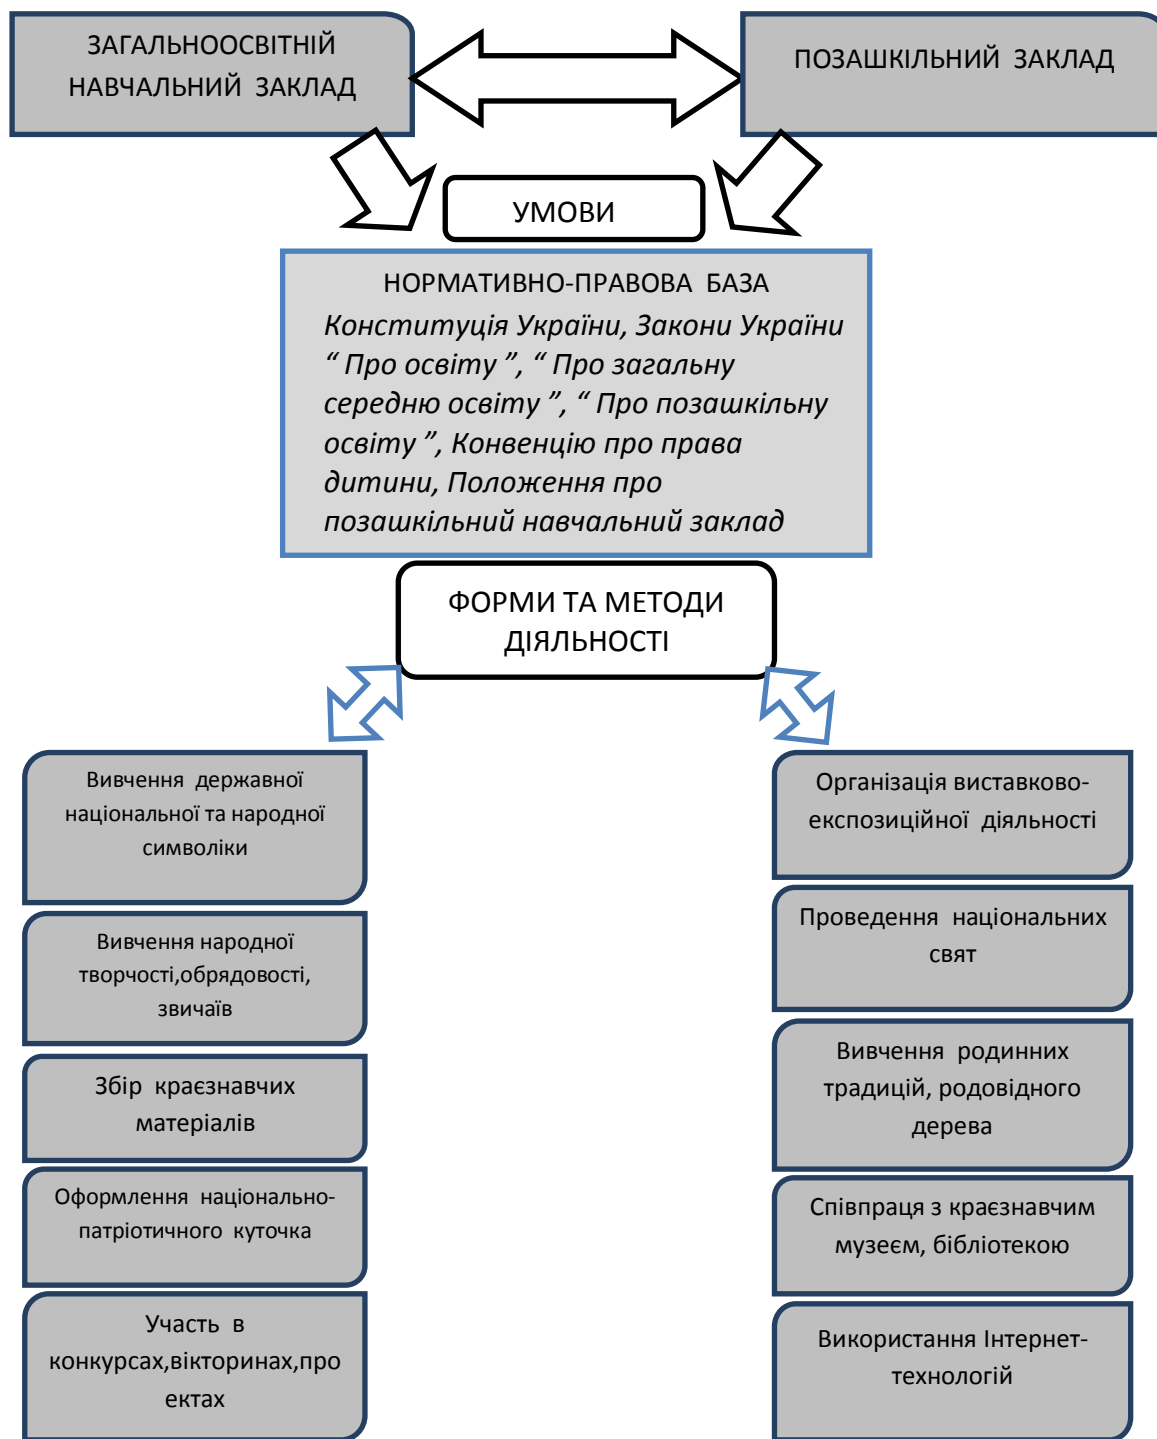 ЗАГАЛЬНООСВІТНІЙ
НАВЧАЛЬНИЙ ЗАКЛАД
ПОЗАШКІЛЬНИЙ ЗАКЛАД
УМОВИ
НОРМАТИВНО-ПРАВОВА БАЗА
Конституція України, Закони України
“ Про освіту ”, “ Про загальну
середню освіту ”, “ Про позашкільну
освіту ”, Конвенцію про права
дитини, Положення про
позашкільний навчальний заклад
ФОРМИ ТА МЕТОДИ
ДІЯЛЬНОСТІ
Вивчення державної
національної та народної
символіки
Вивчення народної
творчості,обрядовості,
звичаїв
Збір краєзнавчих
матеріалів
Оформлення національно-
патріотичного куточка
Участь в
конкурсах,вікторинах,про
ектах
Організація виставково-
експозиційної діяльності
Проведення національних
свят
Вивчення родинних
традицій, родовідного
дерева
Співпраця з краєзнавчим
музеєм, бібліотекою
Використання Інтернет-
технологій